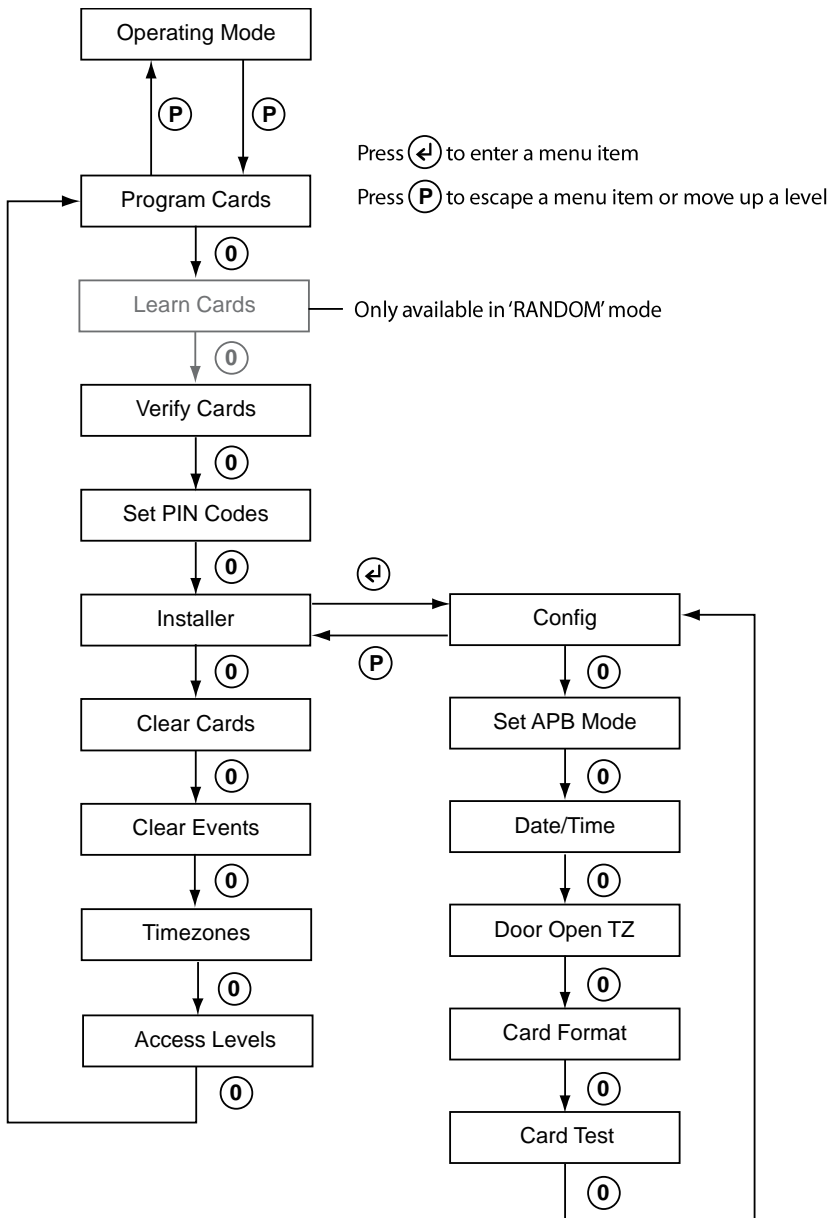 Operating Mode
P
P
Press ↵ to enter a menu item
Program Cards
Press P to escape a menu item or move up a level
0
Learn Cards
Only available in 'RANDOM' mode
0
Verify Cards
0
Set PIN Codes
0
↵
Installer
Config
P
0
0
Clear Cards
Set APB Mode
0
0
Clear Events
Date/Time
0
0
Timezones
Door Open TZ
0
0
Access Levels
Card Format
0
0
Card Test
0